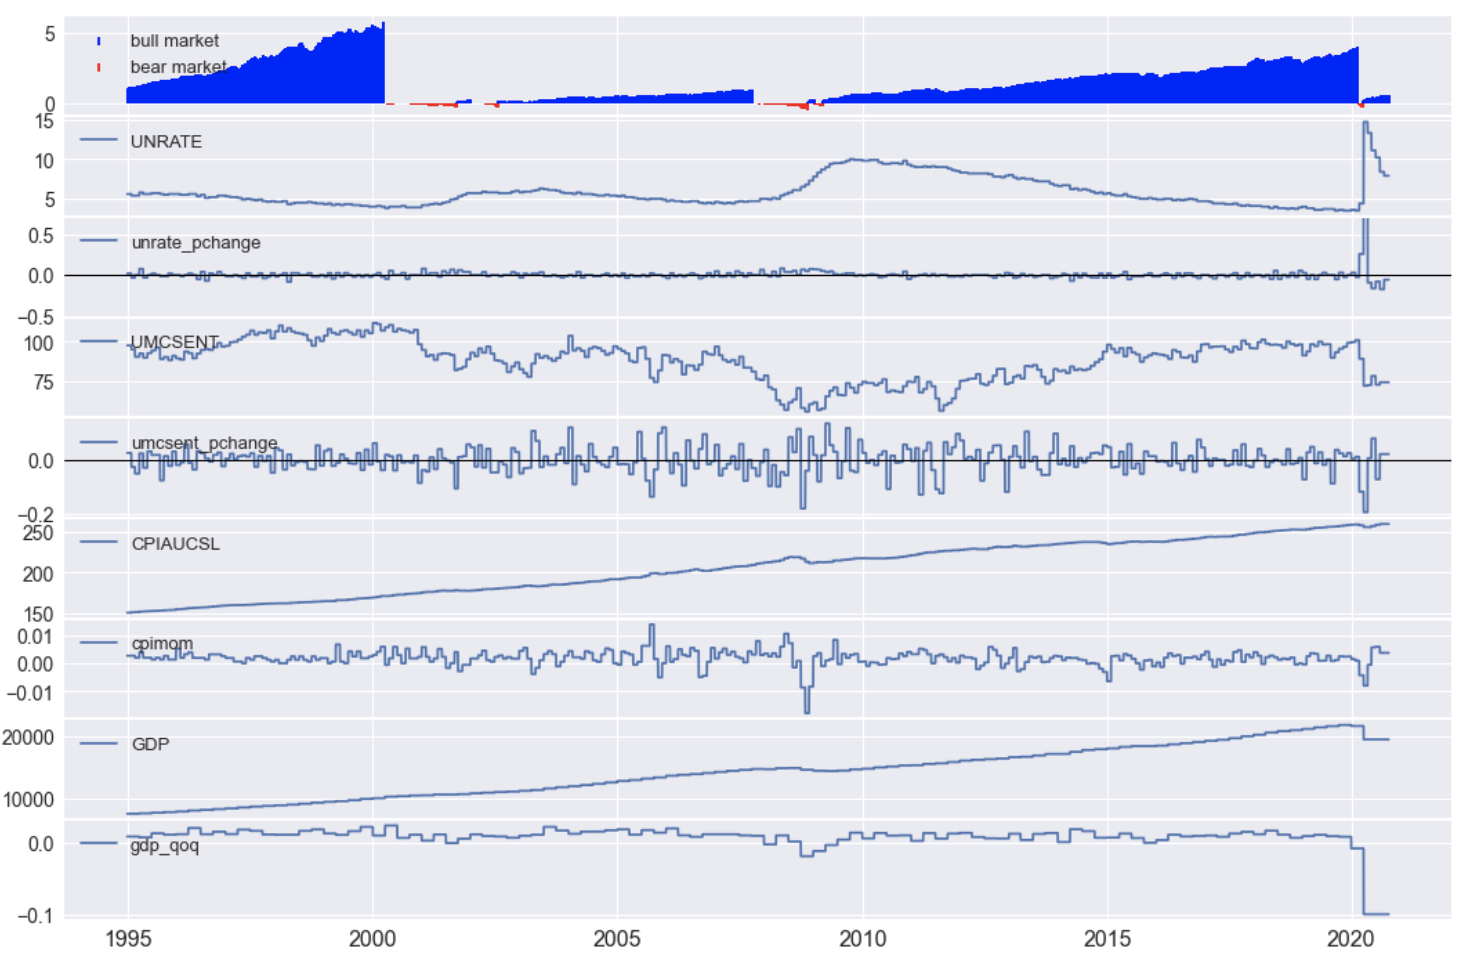 5
bull market
bear market
0
15
UNRATE
10
5
0.5
unrate_pchange
0.0
−0.5
UMCSENT
100
75
umcsent_pchange
0.0
−0.2
250
CPIAUCSL
200
150
0.01
cpimom
0.00
−0.01
20000
GDP
10000
0.0
gdp_qoq
−0.1
1995 2000 2005 2010 2015 2020